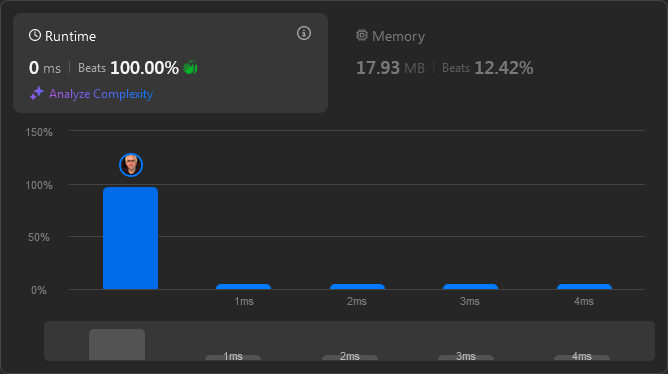 Runtime
0 ms | Beats 100.00%
Analyze Complexity
Memory
17.93 MB | Beats 12.42%
150%
100%
50%
0%
1ms 2ms 3ms 4ms
1ms 2ms 3ms 4ms